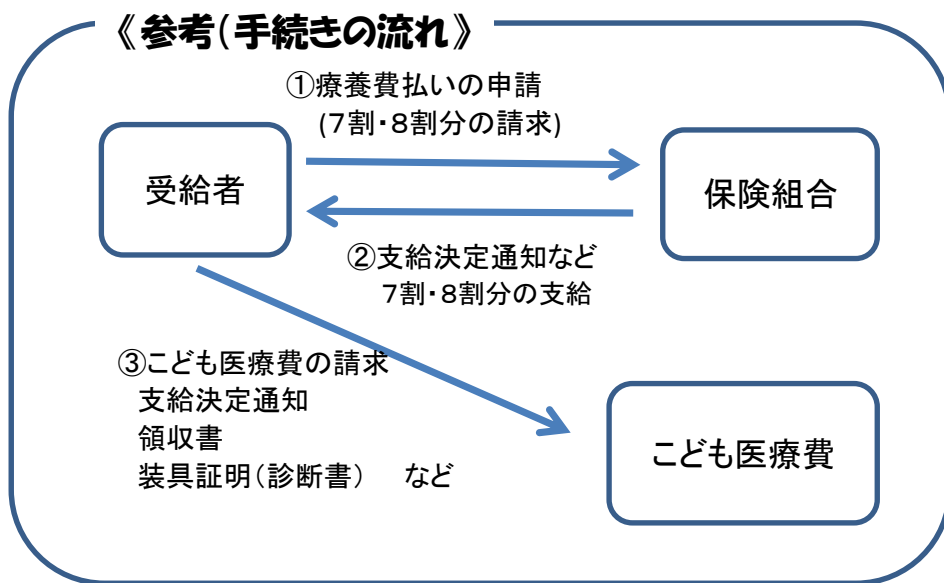 《参考(手続きの流れ》
①療養費払いの申請
(7割・8割分の請求)
受給者
保険組合
②支給決定通知など
7割・8割分の支給
③こども医療費の請求
支給決定通知
領収書
装具証明(診断書) など
こども医療費